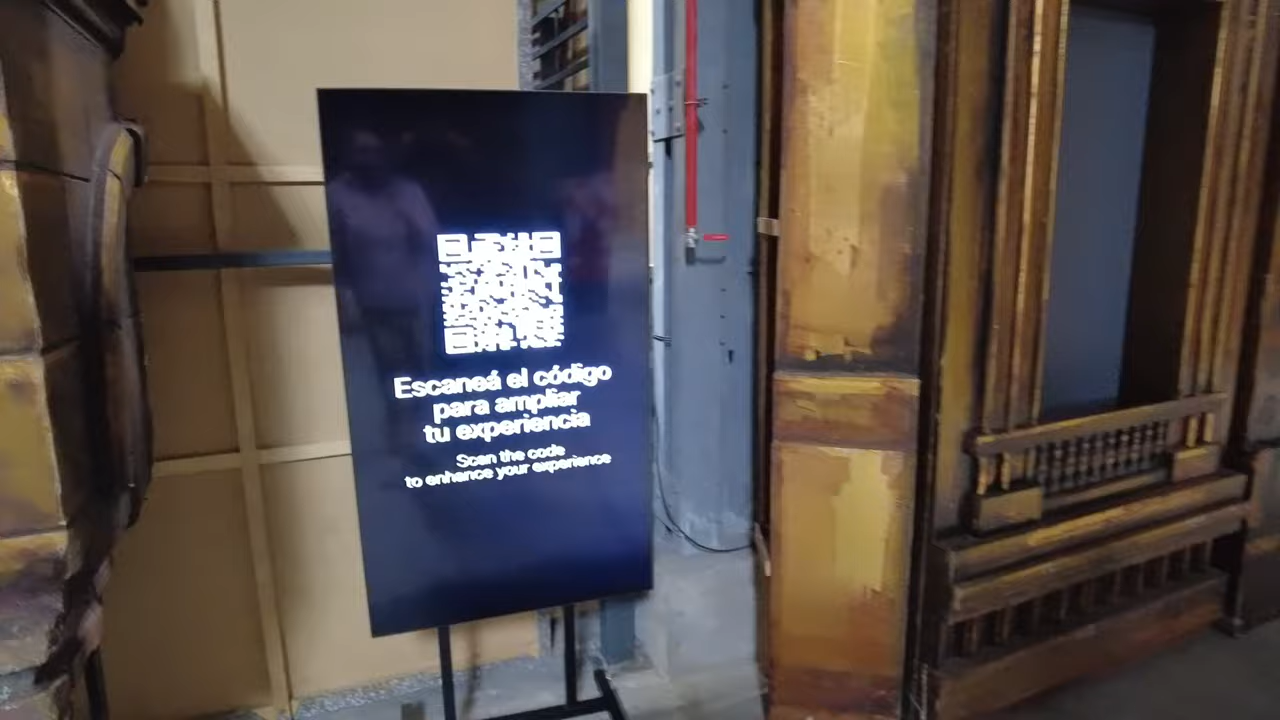 Escaneá el código
para ampliar
tu experiencia
Scan the code
to enhance your experience